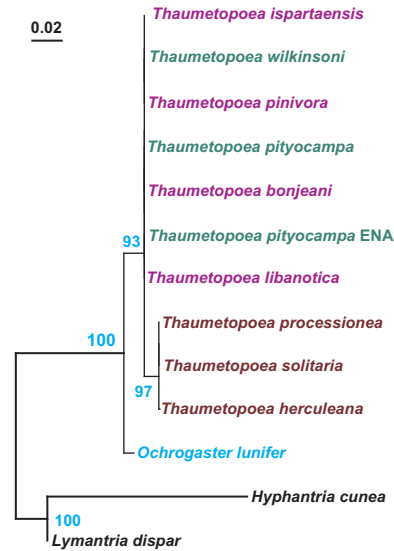 Thaumetopoea ispartaensis
0.02
Thaumetopoea wilkinsoni
Thaumetopoea pinivora
Thaumetopoea pityocampa
Thaumetopoea bonjeani
Thaumetopoea pityocampa ENA
93
Thaumetopoea libanotica
Thaumetopoea processionea
100
Thaumetopoea solitaria
97
Thaumetopoea herculeana
Ochrogaster lunifer
Hyphantria cunea
100
Lymantria dispar